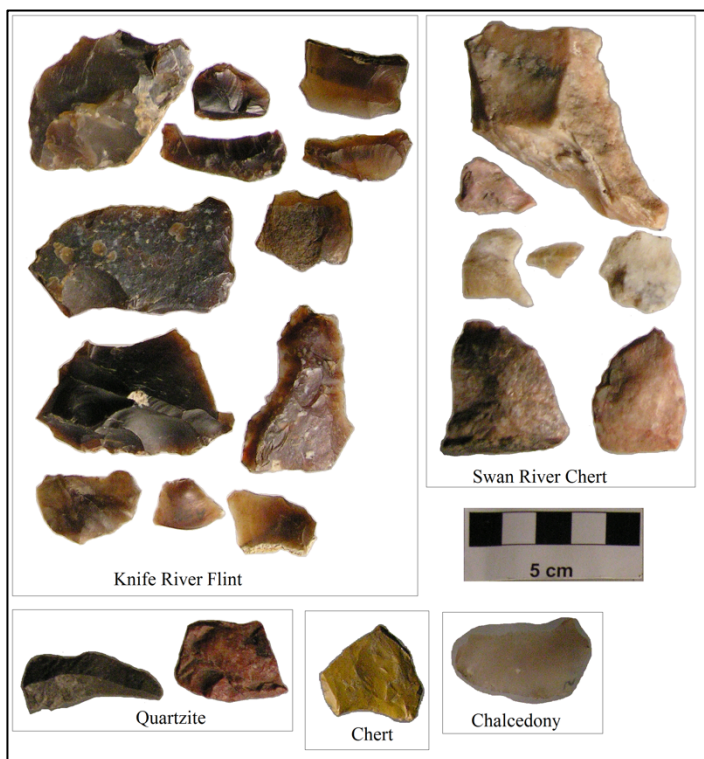 Swan River Chert
5 cm
Knife River Flint
Quartzite
Chert
Chalcedony